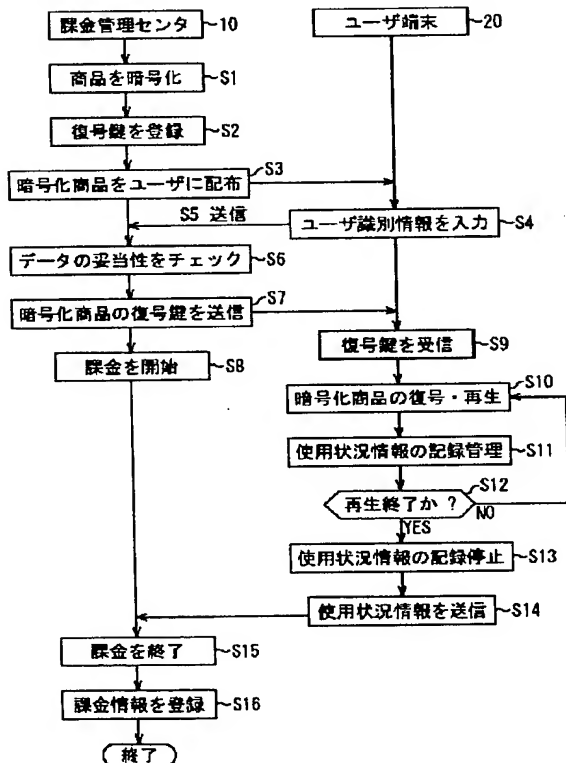 課金管理センタ 10
ユーザ端末 20
商品を暗号化 S1
復号鍵を登録 S2
暗号化商品をユーザに配布 S3
ユーザ識別情報を入力 S4
S5 送信
データの妥当性をチェック S6
暗号化商品の復号鍵を送信 S7
課金を開始 S8
復号鍵を受信 S9
暗号化商品の復号・再生 S10
使用状況情報の記録管理 S11
再生終了か ? S12
NO
YES
使用状況情報の記録停止 S13
使用状況情報を送信 S14
課金を終了 S15
課金情報を登録 S16
終了